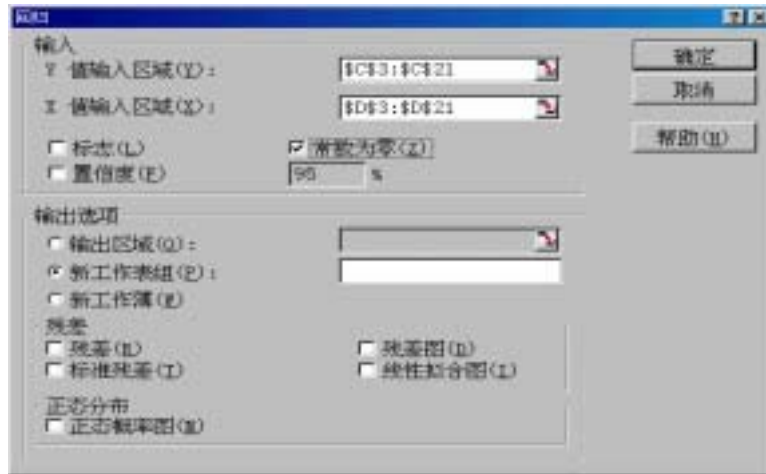 回归
输入
Y 值输入区域(Y):
$C$3:$C$21
X 值输入区域(X):
$D$3:$D$21
标志(L)
常数为零(Z)
置信度(F)
95 %
输出选项
输出区域(O):
新工作表组(P):
新工作薄(W)
残差
残差(R)
残差图(D)
标准残差(T)
线性拟合图(I)
正态分布
正态概率图(N)
确定
取消
帮助(H)